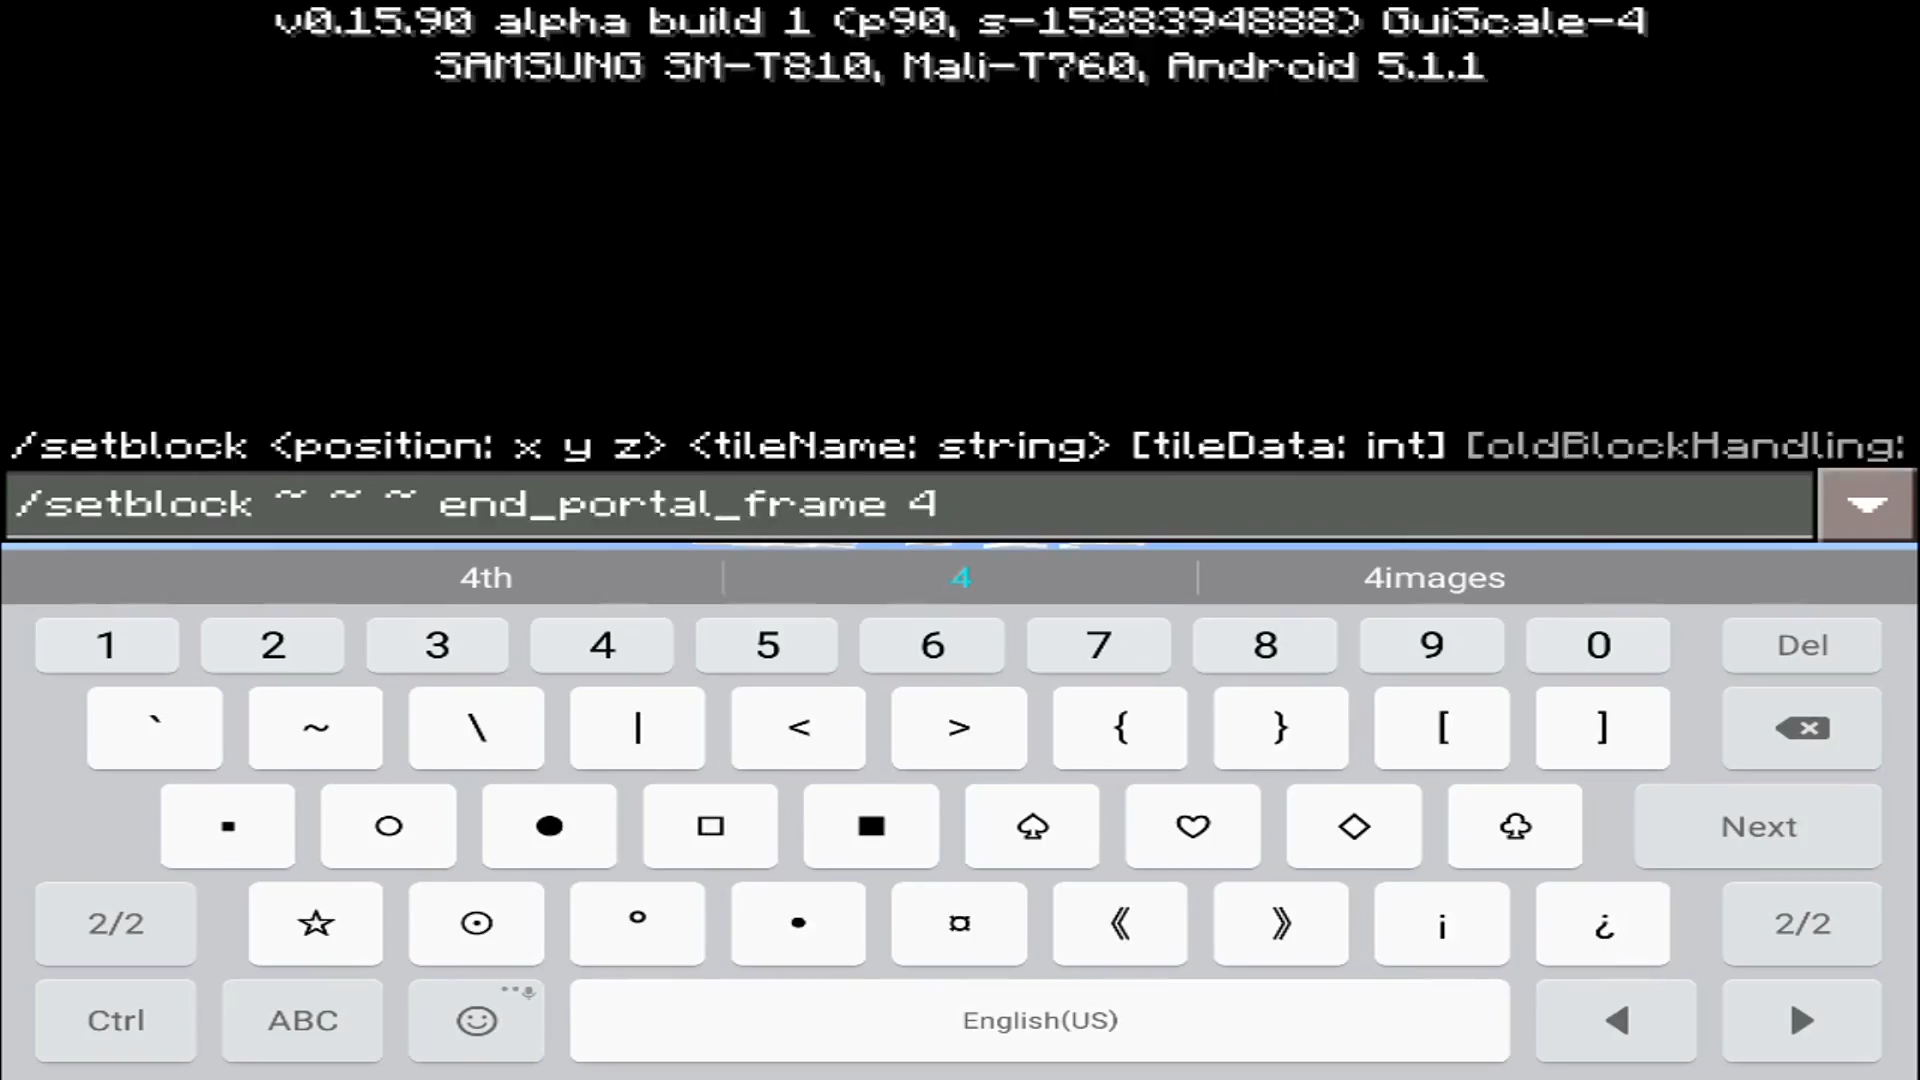 v0.15.90 alpha build 1 (p90, s-1528394888) GuiScale-4
SAMSUNG SM-T810, Mali-T760, Android 5.1.1
/setblock <position: x y z> <tileName: string> [tileData: int] [oldBlockHandling:
/setblock ~ ~ ~ end_portal_frame 4
4th 4 4images
1 2 3 4 5 6 7 8 9 0 Del
` ~ \ | < > { } [ ]
▪ ○ ● □ ■ ♤ ♡ ◇ ♧ Next
2/2 ☆ ⊙ ° • ¤ 《 》 ¡ ¿ 2/2
Ctrl ABC English(US) ◀ ▶